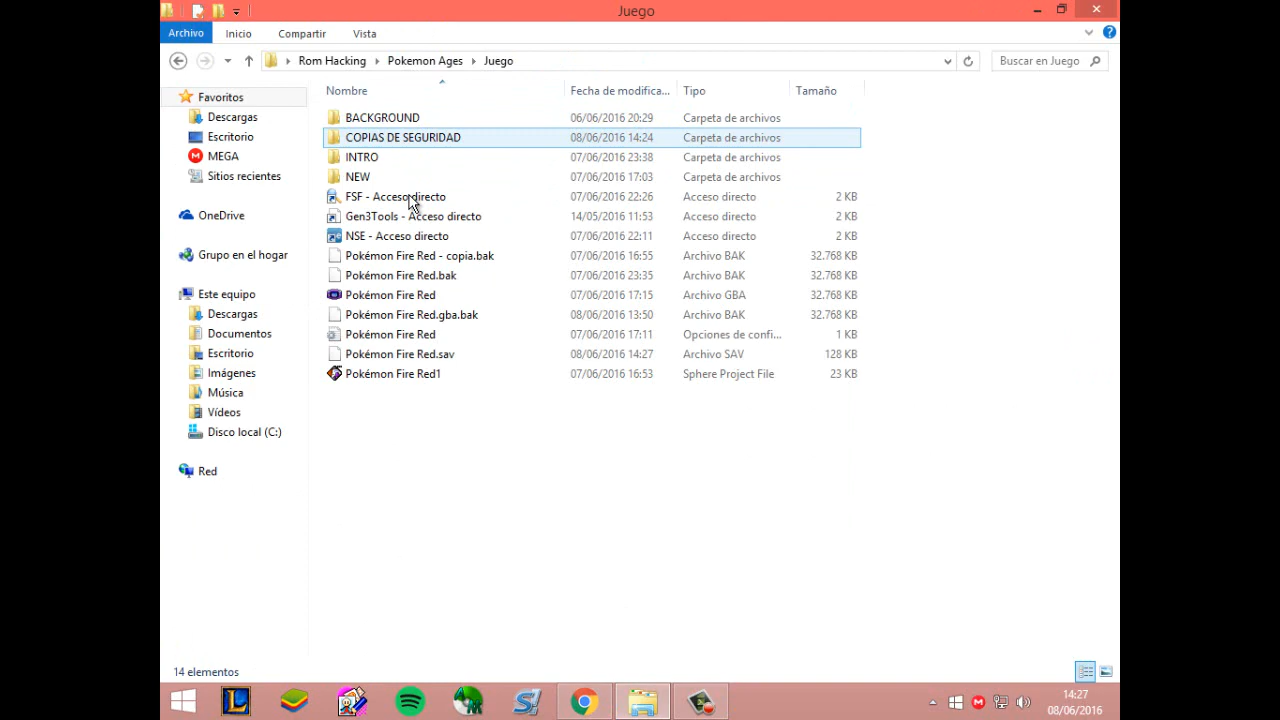 Juego
Archivo Inicio Compartir Vista
Rom Hacking Pokemon Ages Juego Buscar en Juego
Nombre Fecha de modifica... Tipo Tamaño
Favoritos
Descargas
Escritorio
MEGA
Sitios recientes
OneDrive
Grupo en el hogar
Este equipo
Descargas
Documentos
Escritorio
Imágenes
Música
Vídeos
Disco local (C:)
Red
BACKGROUND 06/06/2016 20:29 Carpeta de archivos
COPIAS DE SEGURIDAD 08/06/2016 14:24 Carpeta de archivos
INTRO 07/06/2016 23:38 Carpeta de archivos
NEW 07/06/2016 17:03 Carpeta de archivos
FSF - Acceso directo 07/06/2016 22:26 Acceso directo 2 KB
Gen3Tools - Acceso directo 14/05/2016 11:53 Acceso directo 2 KB
NSE - Acceso directo 07/06/2016 22:11 Acceso directo 2 KB
Pokémon Fire Red - copia.bak 07/06/2016 16:55 Archivo BAK 32.768 KB
Pokémon Fire Red.bak 07/06/2016 23:35 Archivo BAK 32.768 KB
Pokémon Fire Red 07/06/2016 17:15 Archivo GBA 32.768 KB
Pokémon Fire Red.gba.bak 08/06/2016 13:50 Archivo BAK 32.768 KB
Pokémon Fire Red 07/06/2016 17:11 Opciones de confi... 1 KB
Pokémon Fire Red.sav 08/06/2016 14:27 Archivo SAV 128 KB
Pokémon Fire Red1 07/06/2016 16:53 Sphere Project File 23 KB
14 elementos
14:27
08/06/2016